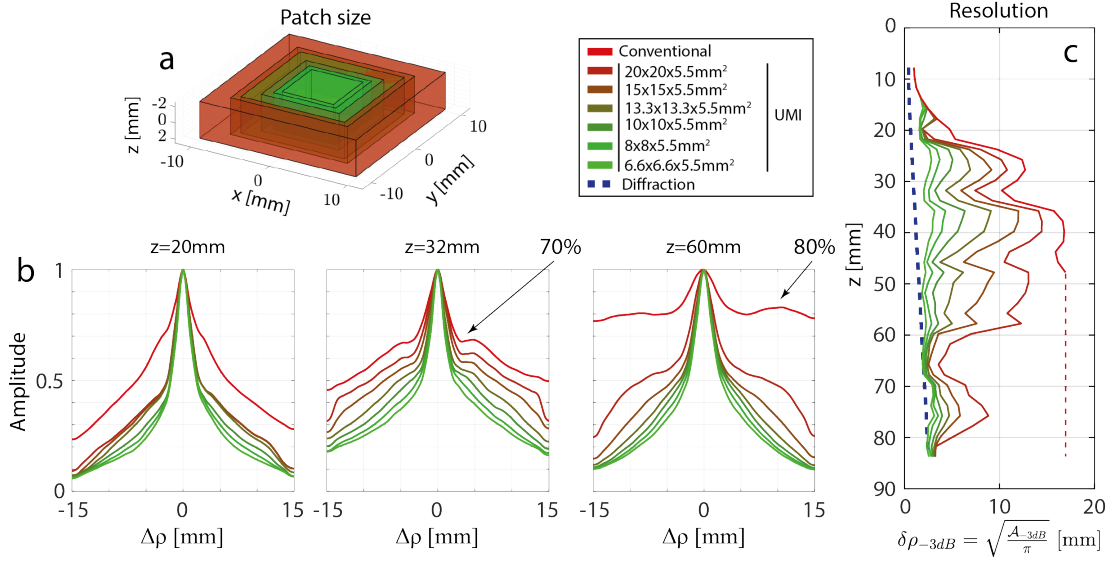 Patch size
a
-2
0
2
z [mm]
-10
0
10
x [mm]
-10
0
10
y [mm]
Conventional
20x20x5.5mm²
15x15x5.5mm²
13.3x13.3x5.5mm²
10x10x5.5mm²
8x8x5.5mm²
6.6x6.6x5.5mm²
UMI
Diffraction
Resolution
c
0
10
20
30
40
50
60
70
80
90
z [mm]
0 10 20
δρ₋₃dB = √(𝒜₋₃dB/π) [mm]
b
z=20mm
z=32mm
70%
z=60mm
80%
Amplitude
1
0.5
0
-15 0 15
Δρ [mm]
-15 0 15
Δρ [mm]
-15 0 15
Δρ [mm]